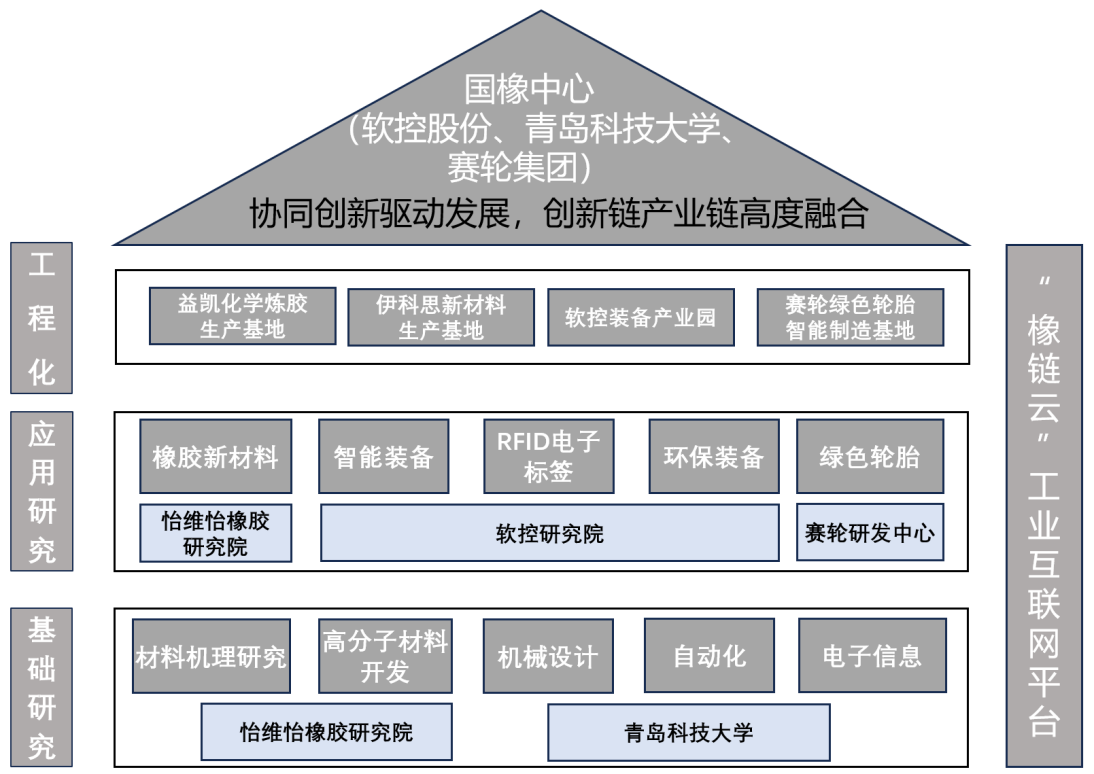 国橡中心
（软控股份、青岛科技大学、
赛轮集团）
协同创新驱动发展，创新链产业链高度融合
工程化
益凯化学炼胶
生产基地
伊科思新材料
生产基地
软控装备产业园
赛轮绿色轮胎
智能制造基地
应用研究
橡胶新材料
智能装备
RFID电子
标签
环保装备
绿色轮胎
怡维怡橡胶
研究院
软控研究院
赛轮研发中心
基础研究
材料机理研究
高分子材料
开发
机械设计
自动化
电子信息
怡维怡橡胶研究院
青岛科技大学
“橡链云”工业互联网平台